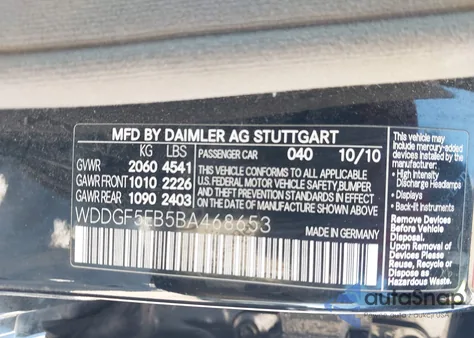 MFD BY DAIMLER AG STUTTGART
KG LBS PASSENGER CAR 040 10/10
GVWR 2060 4541
GAWR FRONT 1010 2226
GAWR REAR 1090 2403
THIS VEHICLE CONFORMS TO ALL APPLICABLE
U.S. FEDERAL MOTOR VEHICLE SAFETY, BUMPER
AND THEFT PREVENTION STANDARDS IN EFFECT
ON THE DATE OF MANUFACTURE SHOWN ABOVE
WDDGF5EB5BA468653
MADE IN GERMANY
This vehicle may
include mercury-added
devices installed by the
manufacturer:
• High Intensity
Discharge Headlamps
• Displays
Remove Devices
Before Vehicle
Disposal.
Upon Removal of
Devices Please
Reuse, Recycle or
Dispose as
Hazardous Waste.
autoSnap